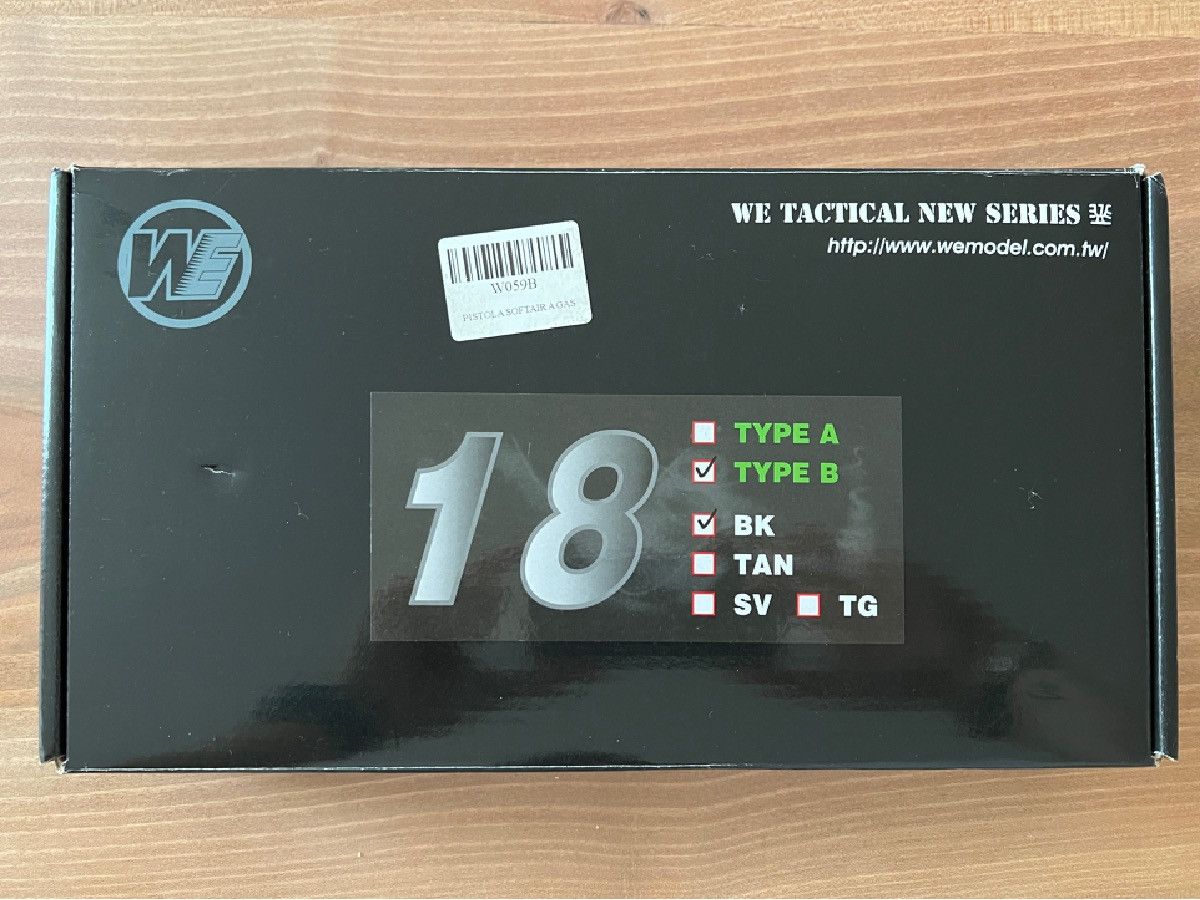 WE
WE TACTICAL NEW SERIES
http://www.wemodel.com.tw/
W059B
PISTOLA SOFTAIR A GAS
18
TYPE A
TYPE B
BK
TAN
SV TG